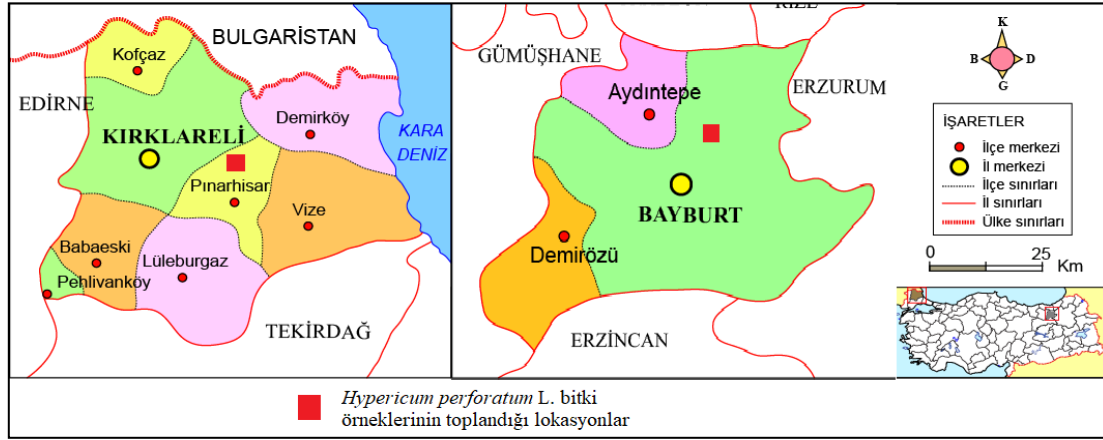 BULGARİSTAN
Kofçaz
EDİRNE
Demirköy
KIRKLARELİ
KARA
DENİZ
Pınarhisar
Vize
Babaeski
Lüleburgaz
Pehlivanköy
TEKİRDAĞ
RİZE
GÜMÜŞHANE
Aydıntepe
ERZURUM
BAYBURT
Demirözü
ERZİNCAN
K
B D
G
İŞARETLER
İlçe merkezi
İl merkezi
İlçe sınırları
İl sınırları
Ülke sınırları
0 25
Km
Hypericum perforatum L. bitki
örneklerinin toplandığı lokasyonlar